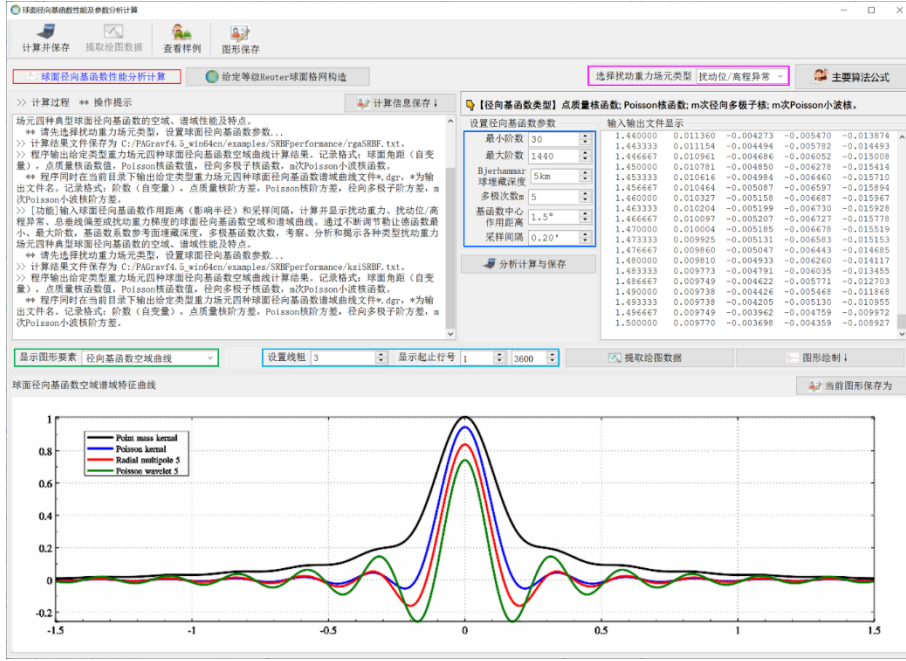 球面径向基函数性能及参数分析计算
计算并保存 提取绘图数据 查看样例 图形保存
球面径向基函数性能分析计算 给定等级Reuter球面格网构造 选择扰动重力场元类型 扰动位/高程异常 主要算法公式
>> 计算过程 ** 操作提示 计算信息保存↓
场元四种典型球面径向基函数的空域、谱域性能及特点。
** 请先选择扰动重力场元类型，设置球面径向基函数参数...
>> 计算结果文件保存为 C:/PAGravf4.5_win64cn/examples/SRBFperformance/rgaSRBF.txt。
>> 程序输出给定类型重力场元四种球面径向基函数空域曲线计算结果。记录格式：球面角距（自变
量），点质量核函数值，Poisson核函数值，径向多极子核函数，m次Poisson小波核函数。
** 程序同时在当前目录下输出给定类型重力场元四种球面径向基函数谱域曲线文件*.dgr，*为输
出文件名。记录格式：阶数（自变量），点质量核阶方差，Poisson核阶方差，径向多极子阶方差，m
次Poisson小波核阶方差。
>> [功能]输入球面径向基函数作用距离（影响半径）和采样间隔，计算并显示扰动重力、扰动位/高
程异常、总垂线偏差或扰动重力梯度的球面径向基函数空域和谱域曲线。通过不断调节勒让德函数最
小、最大阶数，基函数系数参考面埋藏深度，多极基函数次数，考察、分析和揭示各种类型扰动重力
场元四种典型球面径向基函数的空域、谱域性能及特点。
** 请先选择扰动重力场元类型，设置球面径向基函数参数...
>> 计算结果文件保存为 C:/PAGravf4.5_win64cn/examples/SRBFperformance/ksiSRBF.txt。
>> 程序输出给定类型重力场元四种球面径向基函数空域曲线计算结果。记录格式：球面角距（自变
量），点质量核函数值，Poisson核函数值，径向多极子核函数，m次Poisson小波核函数。
** 程序同时在当前目录下输出给定类型重力场元四种球面径向基函数谱域曲线文件*.dgr，*为输
出文件名。记录格式：阶数（自变量），点质量核阶方差，Poisson核阶方差，径向多极子阶方差，m
次Poisson小波核阶方差。
【径向基函数类型】点质量核函数; Poisson核函数; m次径向多极子核; m次Poisson小波核。
设置径向基函数参数
最小阶数 30
最大阶数 1440
Bjerhammar
球埋藏深度 5km
多极次数m 5
基函数中心
作用距离 1.5°
采样间隔 0.20′
分析计算与保存
输入输出文件显示
1.440000 0.011360 -0.004273 -0.005470 -0.013874
1.443333 0.011154 -0.004494 -0.005782 -0.014493
1.446667 0.010961 -0.004686 -0.006052 -0.015008
1.450000 0.010781 -0.004850 -0.006278 -0.015414
1.453333 0.010616 -0.004984 -0.006460 -0.015710
1.456667 0.010464 -0.005087 -0.006597 -0.015894
1.460000 0.010327 -0.005158 -0.006687 -0.015967
1.463333 0.010204 -0.005199 -0.006730 -0.015928
1.466667 0.010097 -0.005207 -0.006727 -0.015778
1.470000 0.010004 -0.005185 -0.006678 -0.015519
1.473333 0.009925 -0.005131 -0.006583 -0.015153
1.476667 0.009860 -0.005047 -0.006443 -0.014685
1.480000 0.009810 -0.004933 -0.006260 -0.014117
1.483333 0.009773 -0.004791 -0.006035 -0.013455
1.486667 0.009749 -0.004622 -0.005771 -0.012703
1.490000 0.009738 -0.004426 -0.005468 -0.011868
1.493333 0.009738 -0.004205 -0.005130 -0.010955
1.496667 0.009749 -0.003962 -0.004759 -0.009972
1.500000 0.009770 -0.003698 -0.004359 -0.008927
显示图形要素 径向基函数空域曲线 设置线粗 3 显示起止行号 1 3600 提取绘图数据 图形绘制↓
球面径向基函数空域谱域特征曲线 当前图形保存为
1
0.8
0.6
0.4
0.2
0
-0.2
Point mass kernal
Poisson kernal
Radial multipole 5
Poisson wavelet 5
-1.5 -1 -0.5 0 0.5 1 1.5